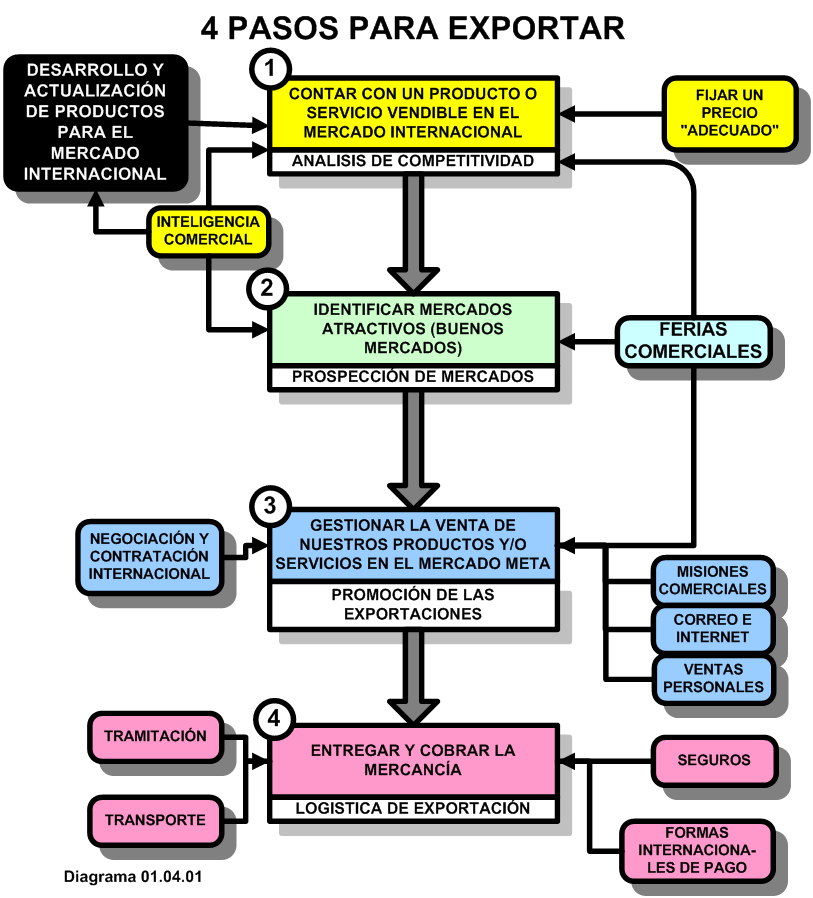 4 PASOS PARA EXPORTAR
DESARROLLO Y
ACTUALIZACIÓN
DE PRODUCTOS
PARA EL
MERCADO
INTERNACIONAL
1
CONTAR CON UN PRODUCTO O
SERVICIO VENDIBLE EN EL
MERCADO INTERNACIONAL
ANALISIS DE COMPETITIVIDAD
FIJAR UN
PRECIO
"ADECUADO"
INTELIGENCIA
COMERCIAL
2
IDENTIFICAR MERCADOS
ATRACTIVOS (BUENOS
MERCADOS)
PROSPECCIÓN DE MERCADOS
FERIAS
COMERCIALES
3
GESTIONAR LA VENTA DE
NUESTROS PRODUCTOS Y/O
SERVICIOS EN EL MERCADO META
PROMOCIÓN DE LAS
EXPORTACIONES
NEGOCIACIÓN Y
CONTRATACIÓN
INTERNACIONAL
MISIONES
COMERCIALES
CORREO E
INTERNET
VENTAS
PERSONALES
4
ENTREGAR Y COBRAR LA
MERCANCÍA
LOGISTICA DE EXPORTACIÓN
TRAMITACIÓN
TRANSPORTE
SEGUROS
FORMAS
INTERNACIONA-
LES DE PAGO
Diagrama 01.04.01